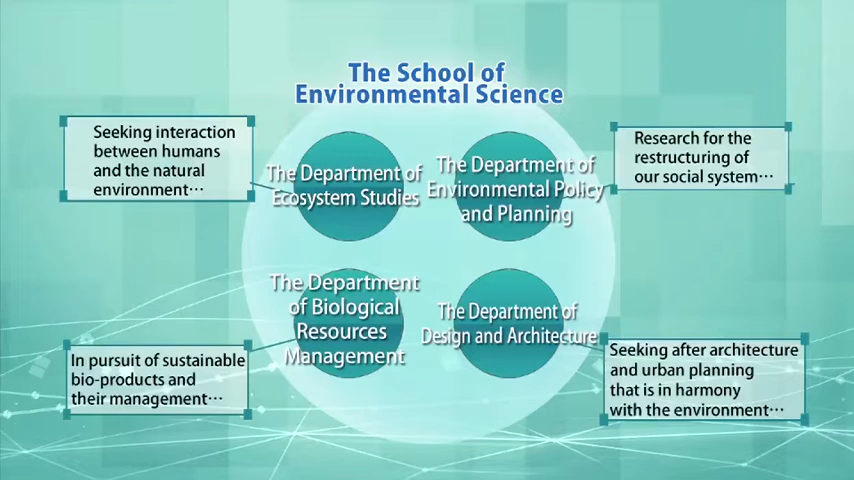 The School of
Environmental Science
Seeking interaction
between humans
and the natural
environment…
The Department of
Ecosystem Studies
The Department of
Environmental Policy
and Planning
Research for the
restructuring of
our social system…
The Department
of Biological
Resources
Management
In pursuit of sustainable
bio-products and
their management…
The Department of
Design and Architecture
Seeking after architecture
and urban planning
that is in harmony
with the environment…